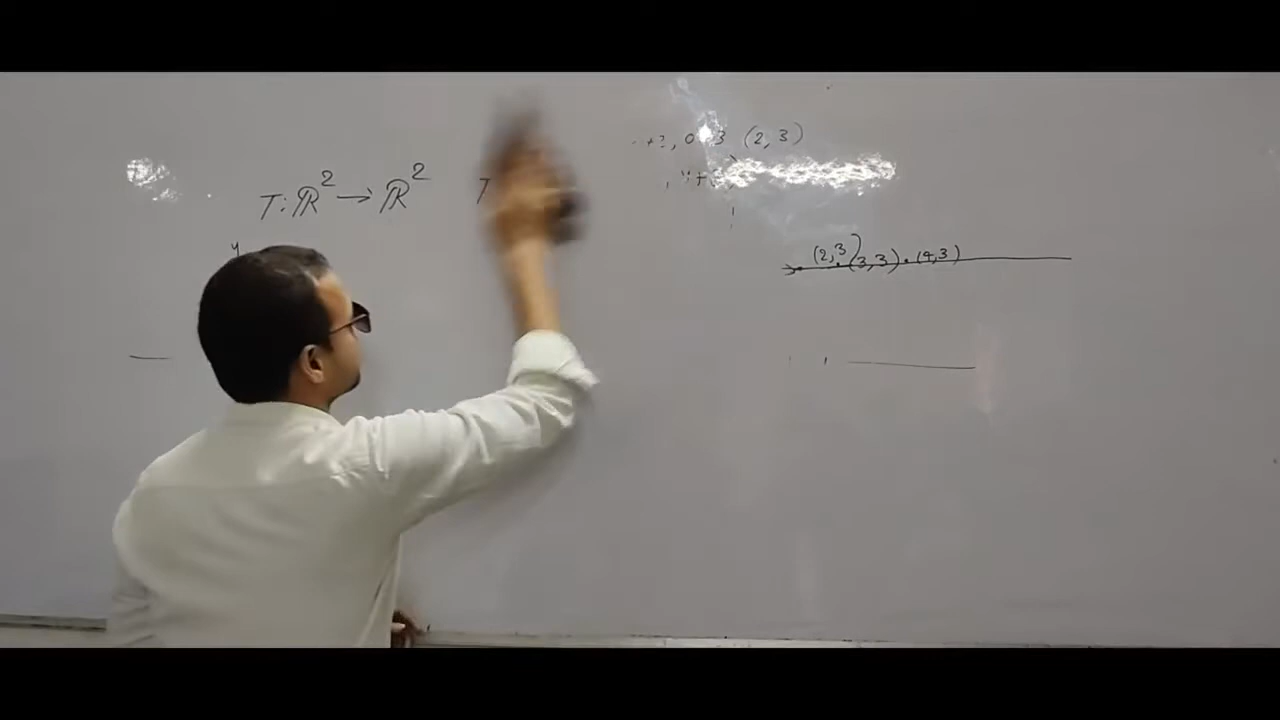 +2, 0+3 (2, 3)
T: ℝ² → ℝ² T
, y+
y
(2, 3) (3, 3) . (4, 3)